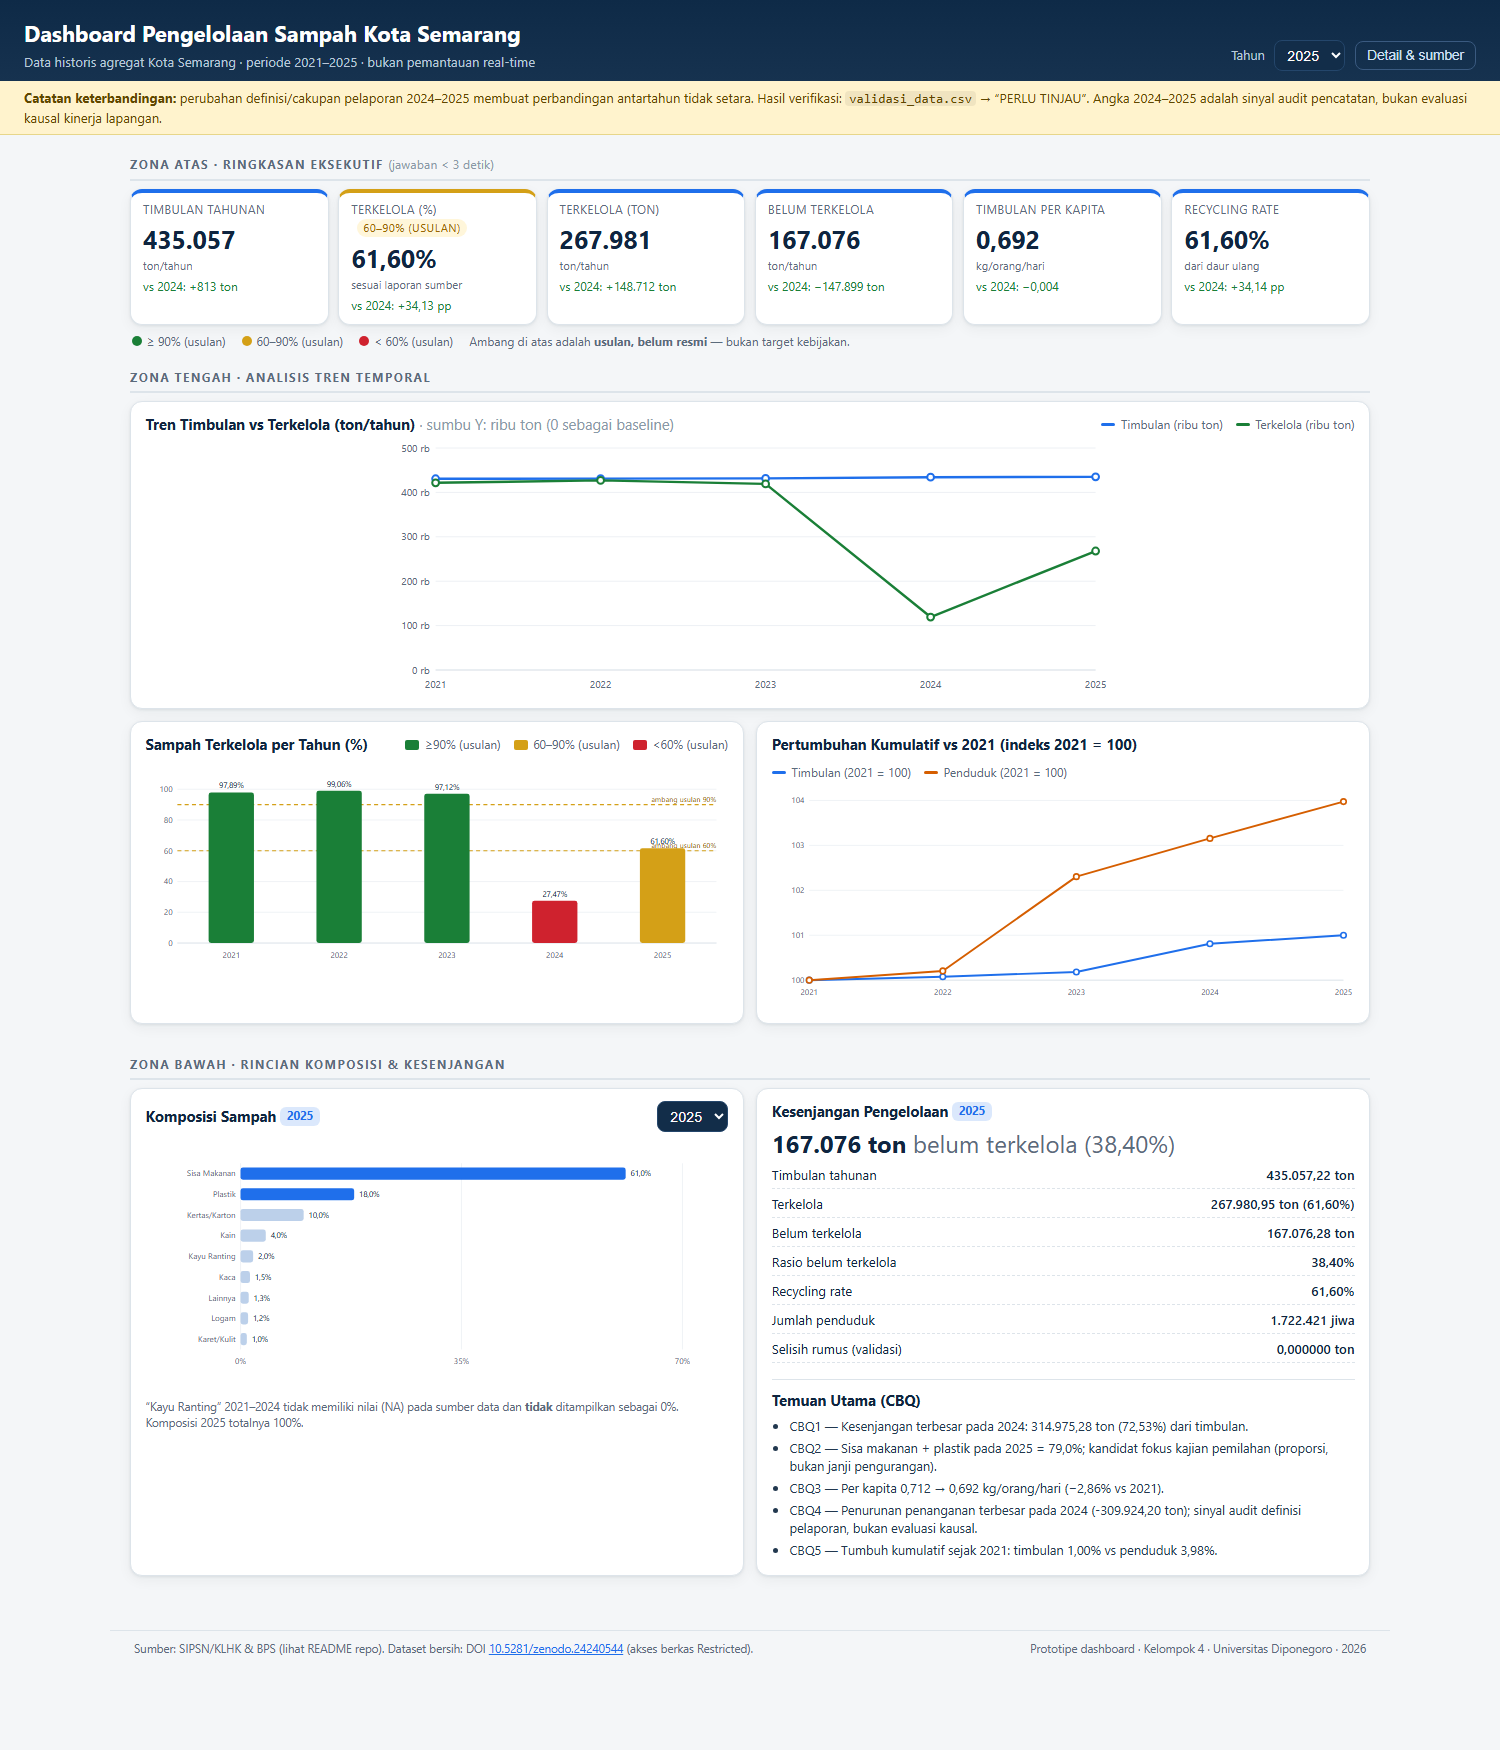 Dashboard Pengelolaan Sampah Kota Semarang
Data historis agregat Kota Semarang · periode 2021–2025 · bukan pemantauan real-time
Tahun 2025 Detail & sumber
Catatan keterbandingan: perubahan definisi/cakupan pelaporan 2024–2025 membuat perbandingan antartahun tidak setara. Hasil verifikasi: validasi_data.csv → “PERLU TINJAU”. Angka 2024–2025 adalah sinyal audit pencatatan, bukan evaluasi
kausal kinerja lapangan.
ZONA ATAS · RINGKASAN EKSEKUTIF (jawaban < 3 detik)
TIMBULAN TAHUNAN
435.057
ton/tahun
vs 2024: +813 ton
TERKELOLA (%)
60–90% (USULAN)
61,60%
sesuai laporan sumber
vs 2024: +34,13 pp
TERKELOLA (TON)
267.981
ton/tahun
vs 2024: +148.712 ton
BELUM TERKELOLA
167.076
ton/tahun
vs 2024: −147.899 ton
TIMBULAN PER KAPITA
0,692
kg/orang/hari
vs 2024: −0,004
RECYCLING RATE
61,60%
dari daur ulang
vs 2024: +34,14 pp
≥ 90% (usulan) 60–90% (usulan) < 60% (usulan) Ambang di atas adalah usulan, belum resmi — bukan target kebijakan.
ZONA TENGAH · ANALISIS TREN TEMPORAL
Tren Timbulan vs Terkelola (ton/tahun) · sumbu Y: ribu ton (0 sebagai baseline)
Timbulan (ribu ton) Terkelola (ribu ton)
500 rb
400 rb
300 rb
200 rb
100 rb
0 rb
2021 2022 2023 2024 2025
Sampah Terkelola per Tahun (%)
≥90% (usulan) 60–90% (usulan) <60% (usulan)
100
80
60
40
20
0
97,89% 99,06% 97,12% 27,47% 61,60%
ambang usulan 90%
ambang usulan 60%
2021 2022 2023 2024 2025
Pertumbuhan Kumulatif vs 2021 (indeks 2021 = 100)
Timbulan (2021 = 100) Penduduk (2021 = 100)
104
103
102
101
100
2021 2022 2023 2024 2025
ZONA BAWAH · RINCIAN KOMPOSISI & KESENJANGAN
Komposisi Sampah 2025
2025
Sisa Makanan 61,0%
Plastik 18,0%
Kertas/Karton 10,0%
Kain 4,0%
Kayu Ranting 2,0%
Kaca 1,5%
Lainnya 1,3%
Logam 1,2%
Karet/Kulit 1,0%
0% 35% 70%
“Kayu Ranting” 2021–2024 tidak memiliki nilai (NA) pada sumber data dan tidak ditampilkan sebagai 0%.
Komposisi 2025 totalnya 100%.
Kesenjangan Pengelolaan 2025
167.076 ton belum terkelola (38,40%)
Timbulan tahunan 435.057,22 ton
Terkelola 267.980,95 ton (61,60%)
Belum terkelola 167.076,28 ton
Rasio belum terkelola 38,40%
Recycling rate 61,60%
Jumlah penduduk 1.722.421 jiwa
Selisih rumus (validasi) 0,000000 ton
Temuan Utama (CBQ)
• CBQ1 — Kesenjangan terbesar pada 2024: 314.975,28 ton (72,53%) dari timbulan.
• CBQ2 — Sisa makanan + plastik pada 2025 = 79,0%; kandidat fokus kajian pemilahan (proporsi,
bukan janji pengurangan).
• CBQ3 — Per kapita 0,712 → 0,692 kg/orang/hari (−2,86% vs 2021).
• CBQ4 — Penurunan penanganan terbesar pada 2024 (-309.924,20 ton); sinyal audit definisi
pelaporan, bukan evaluasi kausal.
• CBQ5 — Tumbuh kumulatif sejak 2021: timbulan 1,00% vs penduduk 3,98%.
Sumber: SIPSN/KLHK & BPS (lihat README repo). Dataset bersih: DOI 10.5281/zenodo.24240544 (akses berkas Restricted).
Prototipe dashboard · Kelompok 4 · Universitas Diponegoro · 2026